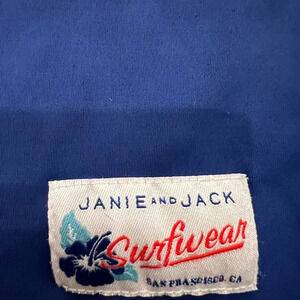 JANIE AND JACK
Surfwear
SAN FRANCISCO, CA